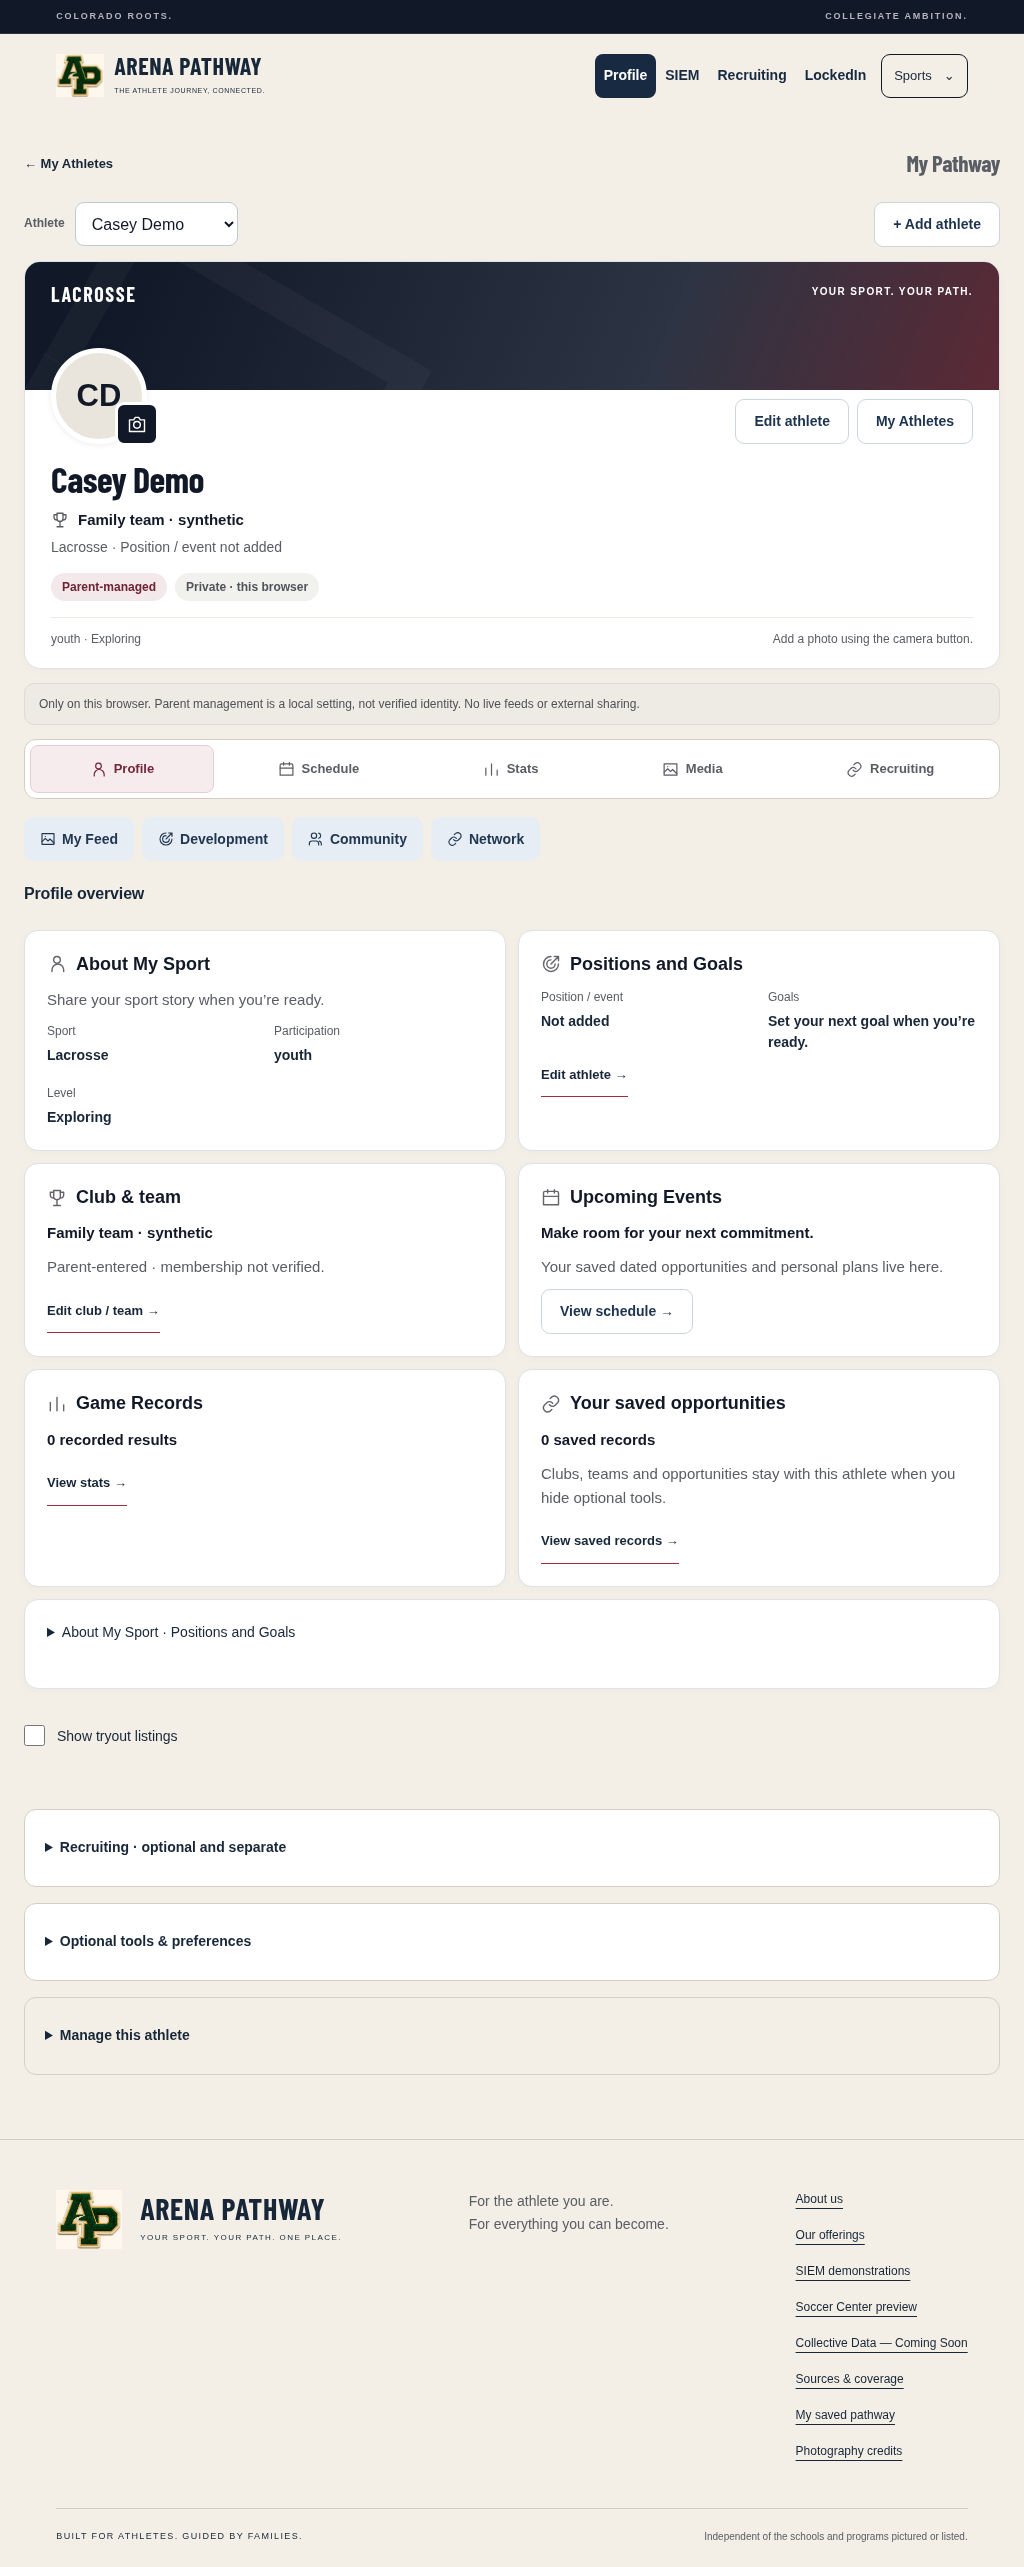 COLORADO ROOTS.
COLLEGIATE AMBITION.
AP
ARENA PATHWAY
THE ATHLETE JOURNEY, CONNECTED.
Profile
SIEM
Recruiting
LockedIn
Sports
← My Athletes
My Pathway
Athlete
Casey Demo
+ Add athlete
LACROSSE
YOUR SPORT. YOUR PATH.
CD
Edit athlete
My Athletes
Casey Demo
Family team · synthetic
Lacrosse · Position / event not added
Parent-managed
Private · this browser
youth · Exploring
Add a photo using the camera button.
Only on this browser. Parent management is a local setting, not verified identity. No live feeds or external sharing.
Profile
Schedule
Stats
Media
Recruiting
My Feed
Development
Community
Network
Profile overview
About My Sport
Share your sport story when you’re ready.
Sport
Participation
Lacrosse
youth
Level
Exploring
Positions and Goals
Position / event
Goals
Not added
Set your next goal when you’re
ready.
Edit athlete →
Club & team
Family team · synthetic
Parent-entered · membership not verified.
Edit club / team →
Upcoming Events
Make room for your next commitment.
Your saved dated opportunities and personal plans live here.
View schedule →
Game Records
0 recorded results
View stats →
Your saved opportunities
0 saved records
Clubs, teams and opportunities stay with this athlete when you
hide optional tools.
View saved records →
About My Sport · Positions and Goals
Show tryout listings
Recruiting · optional and separate
Optional tools & preferences
Manage this athlete
AP
ARENA PATHWAY
YOUR SPORT. YOUR PATH. ONE PLACE.
For the athlete you are.
For everything you can become.
About us
Our offerings
SIEM demonstrations
Soccer Center preview
Collective Data — Coming Soon
Sources & coverage
My saved pathway
Photography credits
BUILT FOR ATHLETES. GUIDED BY FAMILIES.
Independent of the schools and programs pictured or listed.